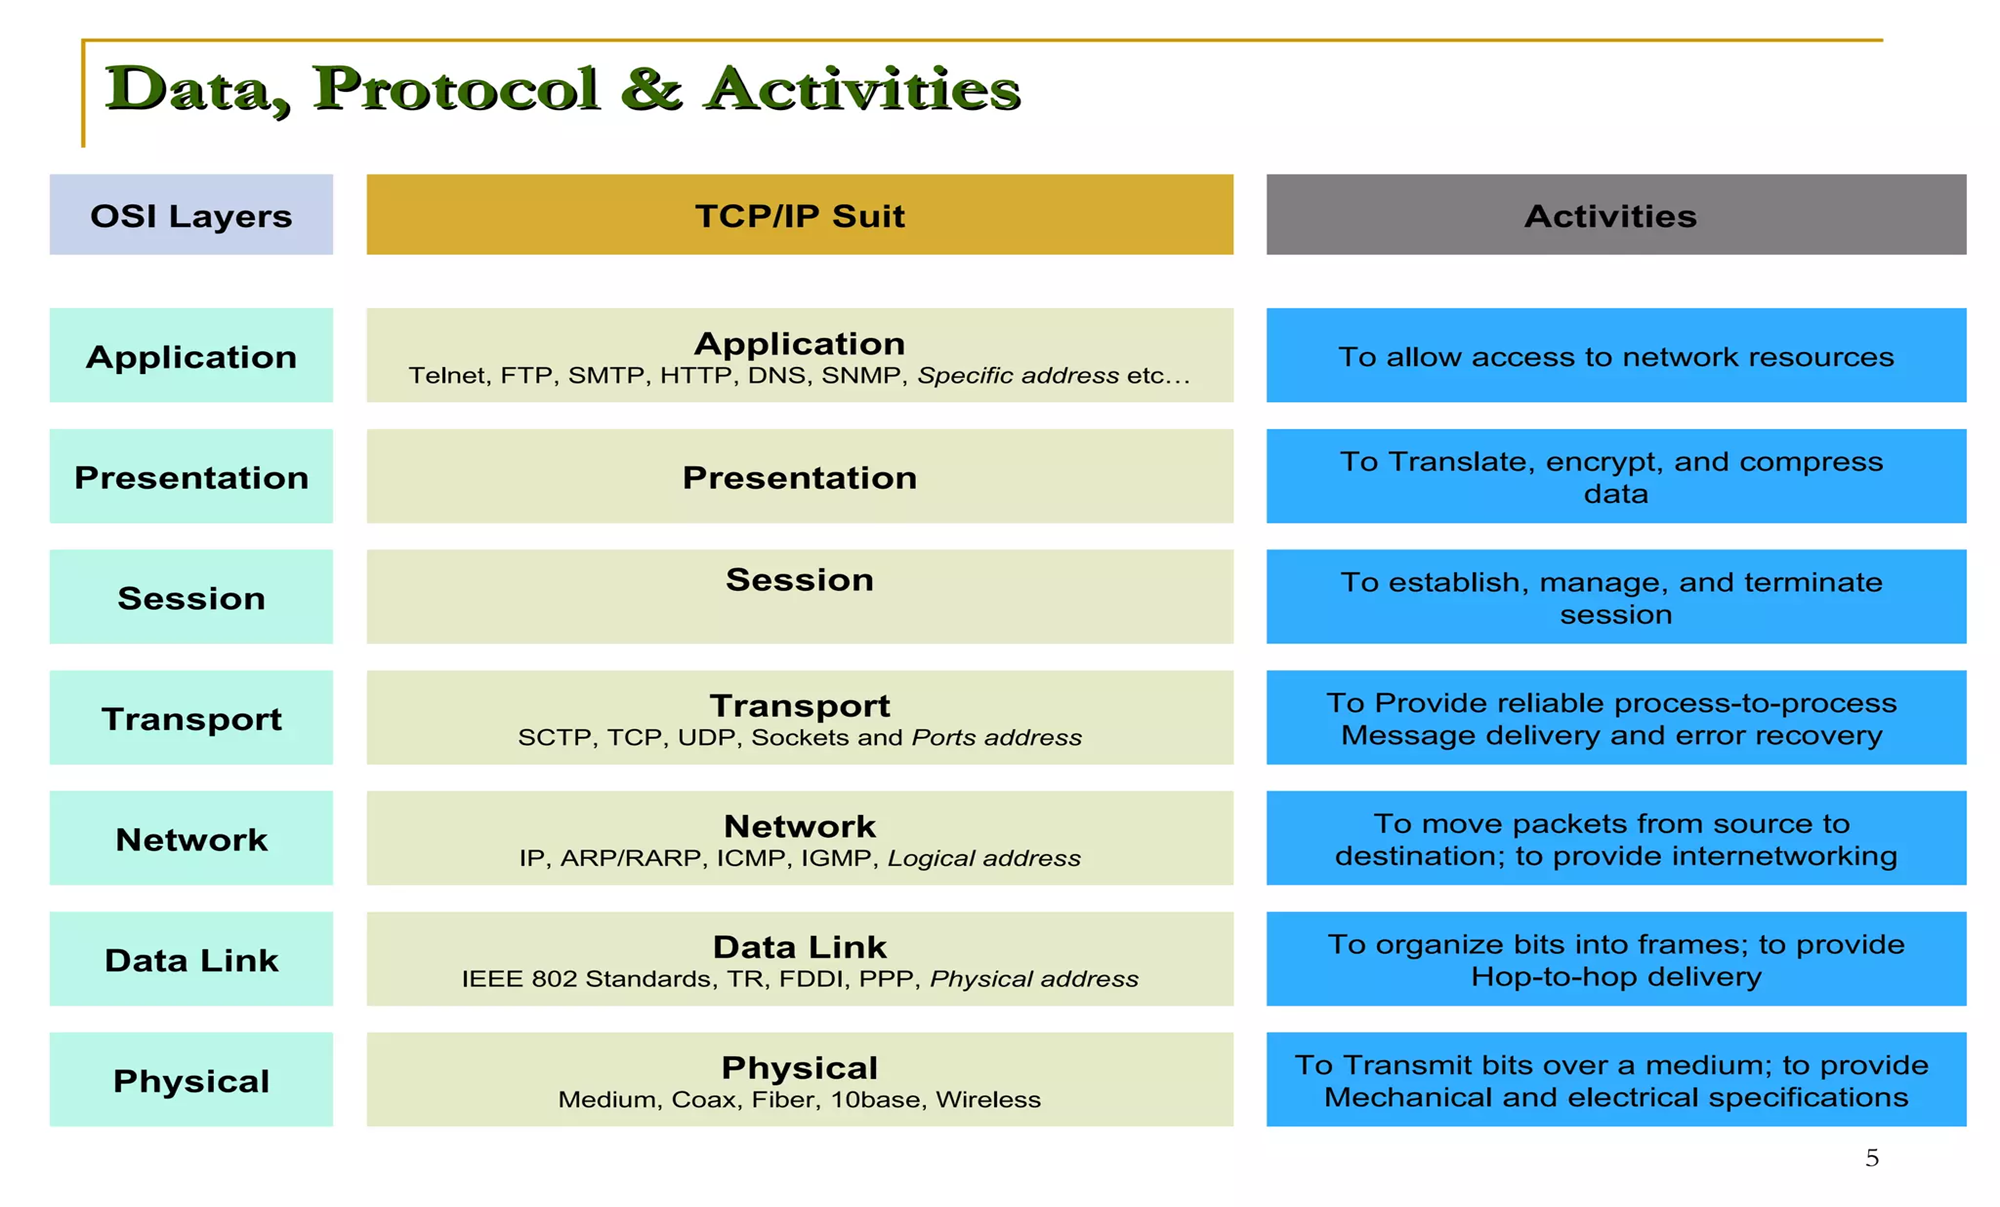 Data, Protocol & Activities
OSI Layers
TCP/IP Suit
Activities
Application
Application
Telnet, FTP, SMTP, HTTP, DNS, SNMP, Specific address etc…
To allow access to network resources
Presentation
Presentation
To Translate, encrypt, and compress
data
Session
Session
To establish, manage, and terminate
session
Transport
Transport
SCTP, TCP, UDP, Sockets and Ports address
To Provide reliable process-to-process
Message delivery and error recovery
Network
Network
IP, ARP/RARP, ICMP, IGMP, Logical address
To move packets from source to
destination; to provide internetworking
Data Link
Data Link
IEEE 802 Standards, TR, FDDI, PPP, Physical address
To organize bits into frames; to provide
Hop-to-hop delivery
Physical
Physical
Medium, Coax, Fiber, 10base, Wireless
To Transmit bits over a medium; to provide
Mechanical and electrical specifications
5